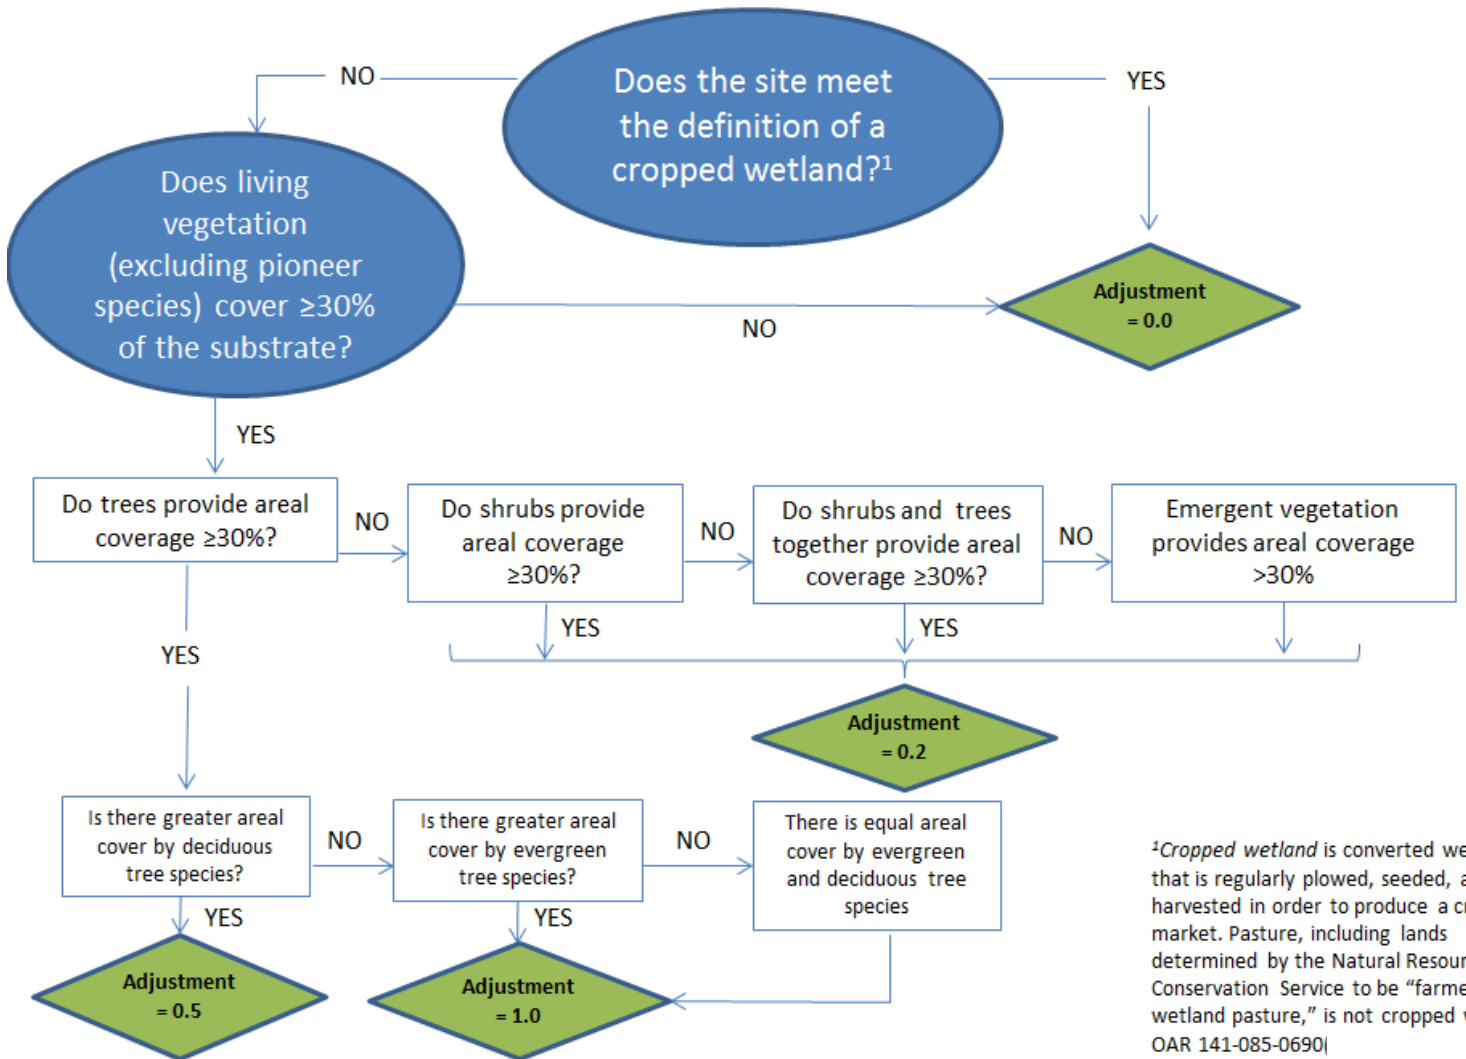 NO
Does the site meet
the definition of a
cropped wetland?¹
YES
Does living
vegetation
(excluding pioneer
species) cover ≥30%
of the substrate?
NO
Adjustment
= 0.0
YES
Do trees provide areal
coverage ≥30%?
NO
Do shrubs provide
areal coverage
≥30%?
NO
Do shrubs and trees
together provide areal
coverage ≥30%?
NO
Emergent vegetation
provides areal coverage
>30%
YES
YES
YES
Adjustment
= 0.2
Is there greater areal
cover by deciduous
tree species?
NO
Is there greater areal
cover by evergreen
tree species?
NO
There is equal areal
cover by evergreen
and deciduous tree
species
YES
YES
Adjustment
= 0.5
Adjustment
= 1.0
¹Cropped wetland is converted
that is regularly plowed, seeded,
harvested in order to produce a
market. Pasture, including lands
determined by the Natural
Conservation Service to be
wetland pasture,” is not cropped
OAR 141-085-0690(